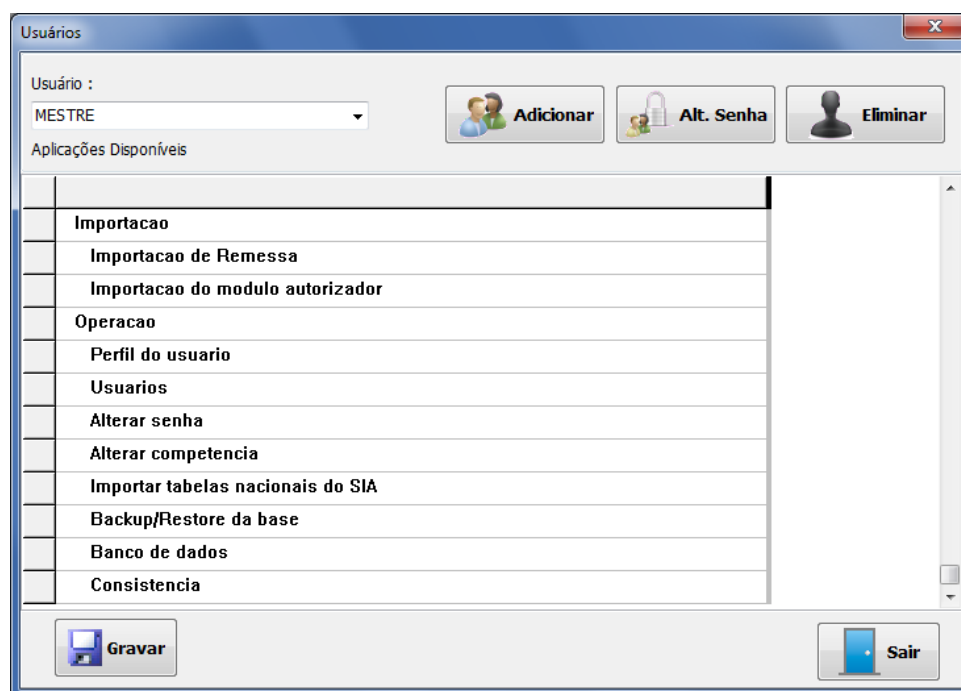 Usuários
Usuário :
MESTRE
Adicionar
Alt. Senha
Eliminar
Aplicações Disponíveis
Importacao
Importacao de Remessa
Importacao do modulo autorizador
Operacao
Perfil do usuario
Usuarios
Alterar senha
Alterar competencia
Importar tabelas nacionais do SIA
Backup/Restore da base
Banco de dados
Consistencia
Gravar
Sair